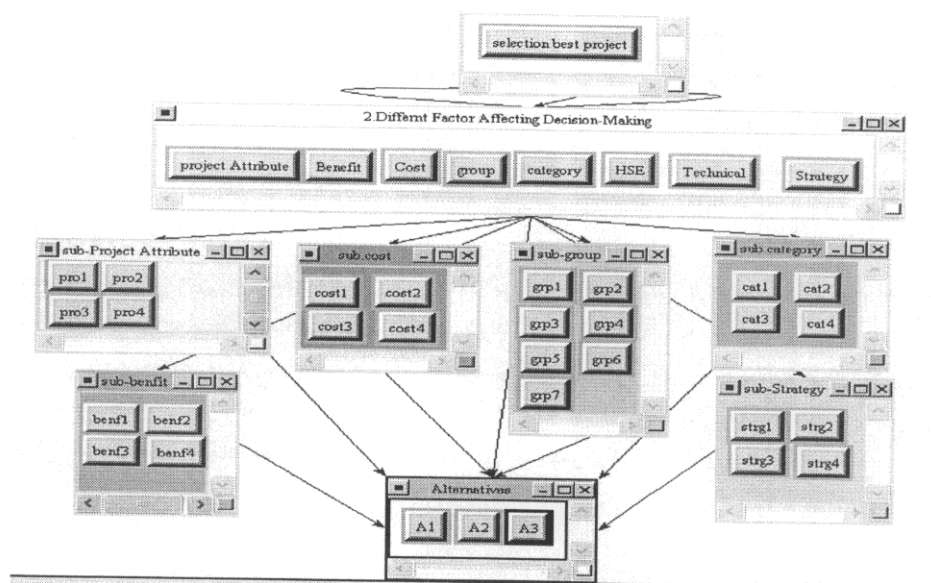 selection best project
2.Differnt Factor Affecting Decision-Making
project Attribute Benefit Cost group category HSE Technical Strategy
sub-Project Attribute
pro1 pro2
pro3 pro4
sub.cost
cost1 cost2
cost3 cost4
sub-group
grp1 grp2
grp3 grp4
grp5 grp6
grp7
sub.category
cat1 cat2
cat3 cat4
sub-benfit
benf1 benf2
benf3 benf4
sub-Strategy
strg1 strg2
strg3 strg4
Alternatives
A1 A2 A3